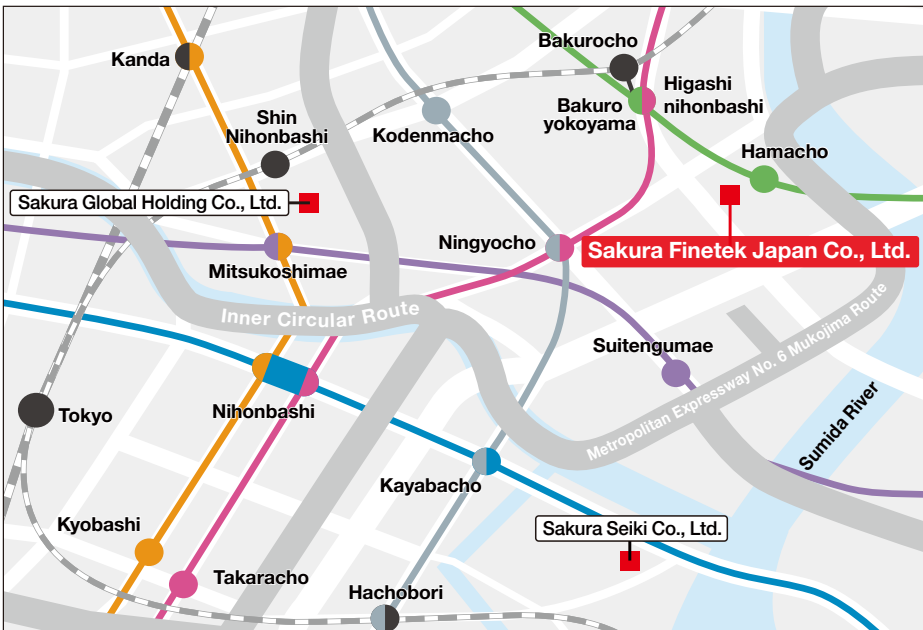 Kanda
Bakurocho
Higashi
nihonbashi
Bakuro
yokoyama
Shin
Nihonbashi
Kodenmacho
Hamacho
Sakura Global Holding Co., Ltd.
Ningyocho
Sakura Finetek Japan Co., Ltd.
Mitsukoshimae
Inner Circular Route
Suitengumae
Metropolitan Expressway No. 6 Mukojima Route
Nihonbashi
Tokyo
Sumida River
Kayabacho
Kyobashi
Sakura Seiki Co., Ltd.
Takaracho
Hachobori